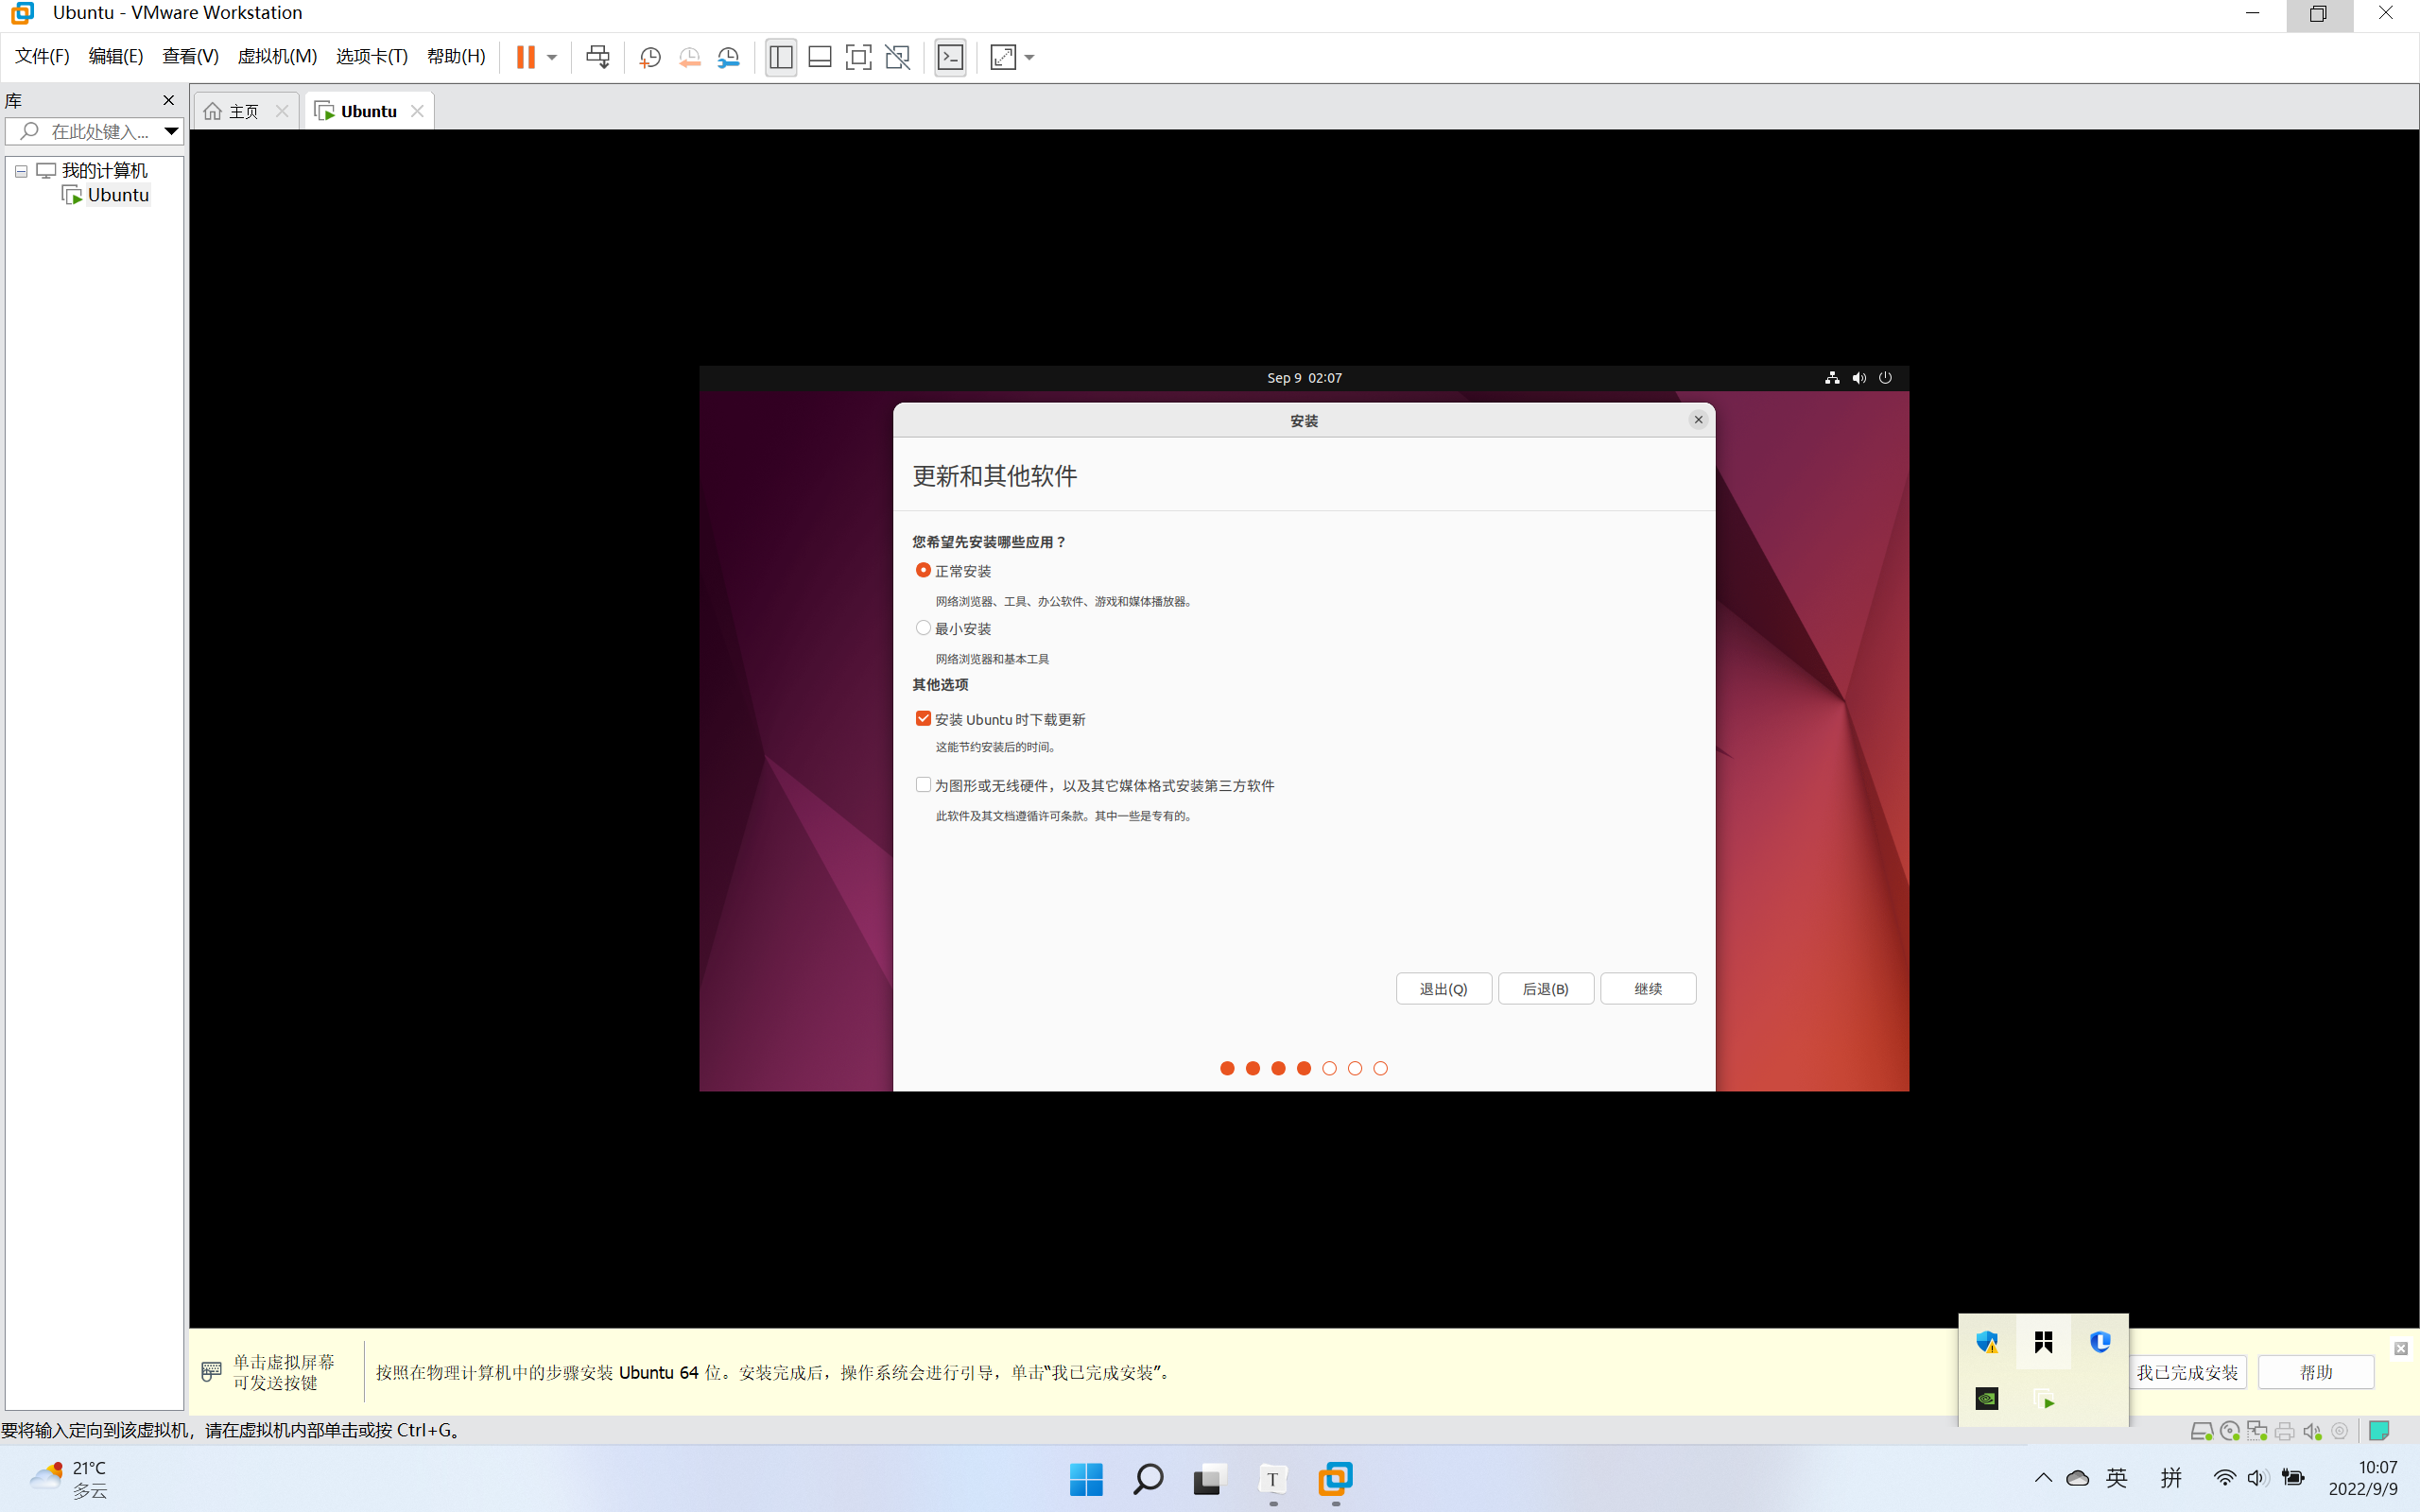 Ubuntu - VMware Workstation
文件(F) 编辑(E) 查看(V) 虚拟机(M) 选项卡(T) 帮助(H)
库
主页
Ubuntu
在此处键入...
我的计算机
Ubuntu
Sep 9 02:07
安装
更新和其他软件
您希望先安装哪些应用？
正常安装
网络浏览器、工具、办公软件、游戏和媒体播放器。
最小安装
网络浏览器和基本工具
其他选项
安装 Ubuntu 时下载更新
这能节约安装后的时间。
为图形或无线硬件，以及其它媒体格式安装第三方软件
此软件及其文档遵循许可条款。其中一些是专有的。
退出(Q) 后退(B) 继续
单击虚拟屏幕
可发送按键
按照在物理计算机中的步骤安装 Ubuntu 64 位。安装完成后，操作系统会进行引导，单击“我已完成安装”。
我已完成安装 帮助
要将输入定向到该虚拟机，请在虚拟机内部单击或按 Ctrl+G。
21°C
多云
T
英 拼
10:07
2022/9/9